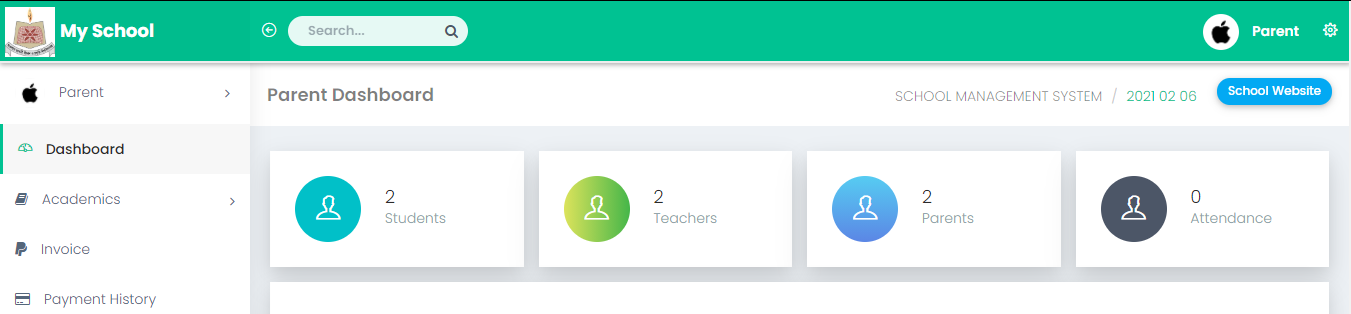 My School
Search...
Parent
Parent
Parent Dashboard
SCHOOL MANAGEMENT SYSTEM / 2021 02 06
School Website
Dashboard
Academics
Invoice
Payment History
2
Students
2
Teachers
2
Parents
0
Attendance